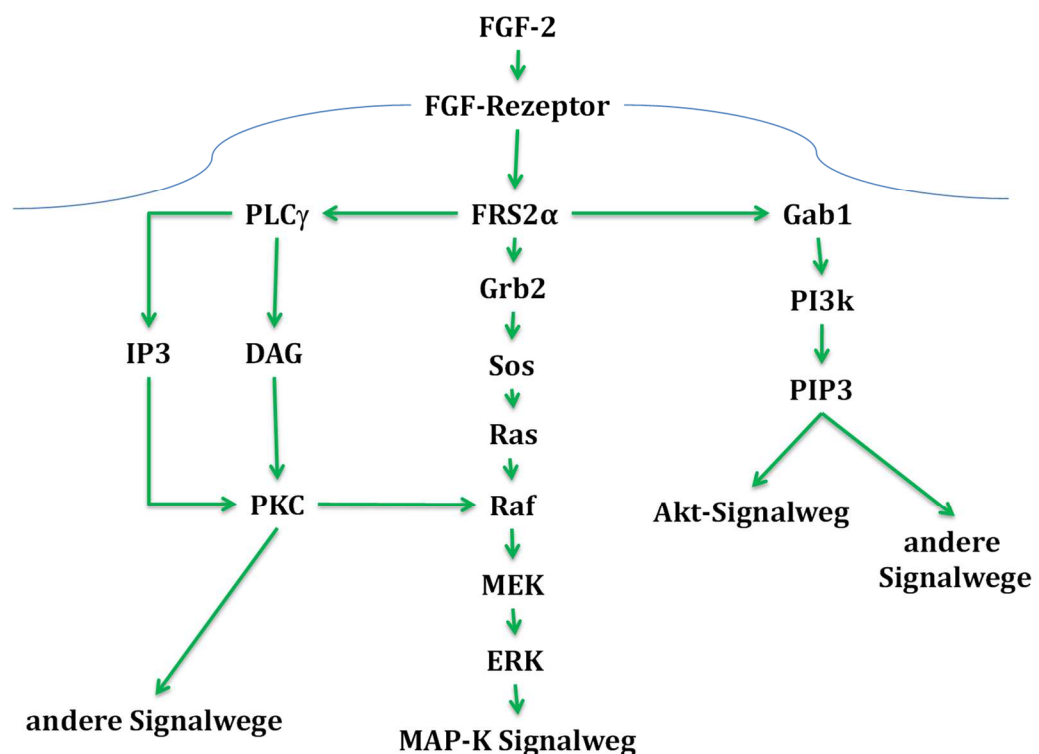 FGF-2
FGF-Rezeptor
PLCγ
FRS2α
Gab1
Grb2
PI3k
IP3
DAG
Sos
PIP3
Ras
PKC
Raf
Akt-Signalweg
andere
Signalwege
MEK
ERK
andere Signalwege
MAP-K Signalweg